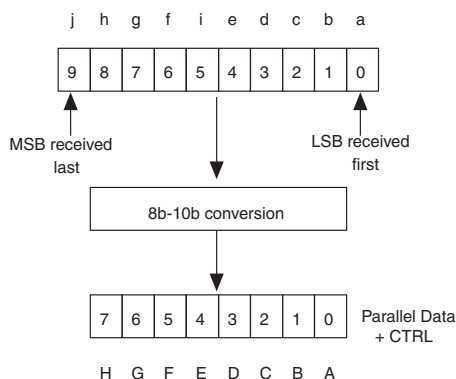 j h g f i e d c b a
9 8 7 6 5 4 3 2 1 0
MSB received
last
LSB received
first
8b-10b conversion
7 6 5 4 3 2 1 0
Parallel Data
+ CTRL
H G F E D C B A